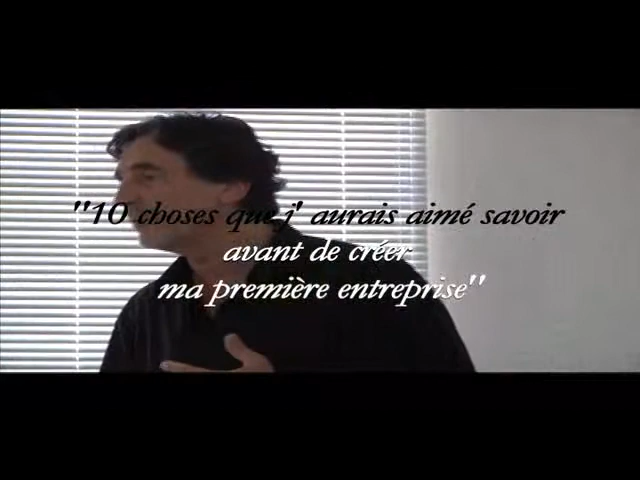 "10 choses que j' aurais aimé savoir
avant de créer
ma première entreprise"